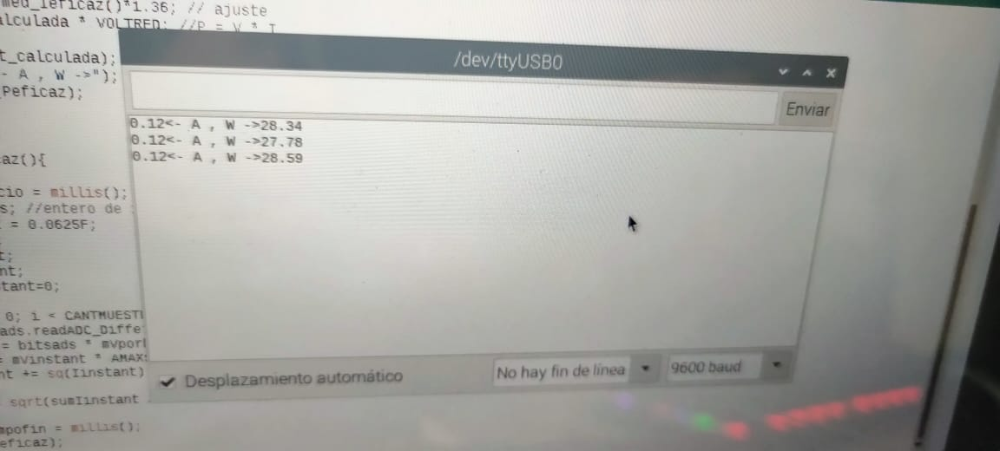 med_Ieficaz()*1.36; // ajuste
alculada * VOLTRED; //P = V * I
t_calculada);
- A , W ->");
Peficaz);
az(){
cio = millis();
s; //entero de
= 0.0625F;
t;
nt;
tant=0;
0; i < CANTMUESTI
ads.readADC_Diffe
= bitsads * mVporl
= mVinstant * AMAX
nt += sq(Iinstant)
sqrt(sumIinstant
mpofin = millis();
eficaz);
/dev/ttyUSB0
Enviar
0.12<- A , W ->28.34
0.12<- A , W ->27.78
0.12<- A , W ->28.59
Desplazamiento automático
No hay fin de línea
9600 baud